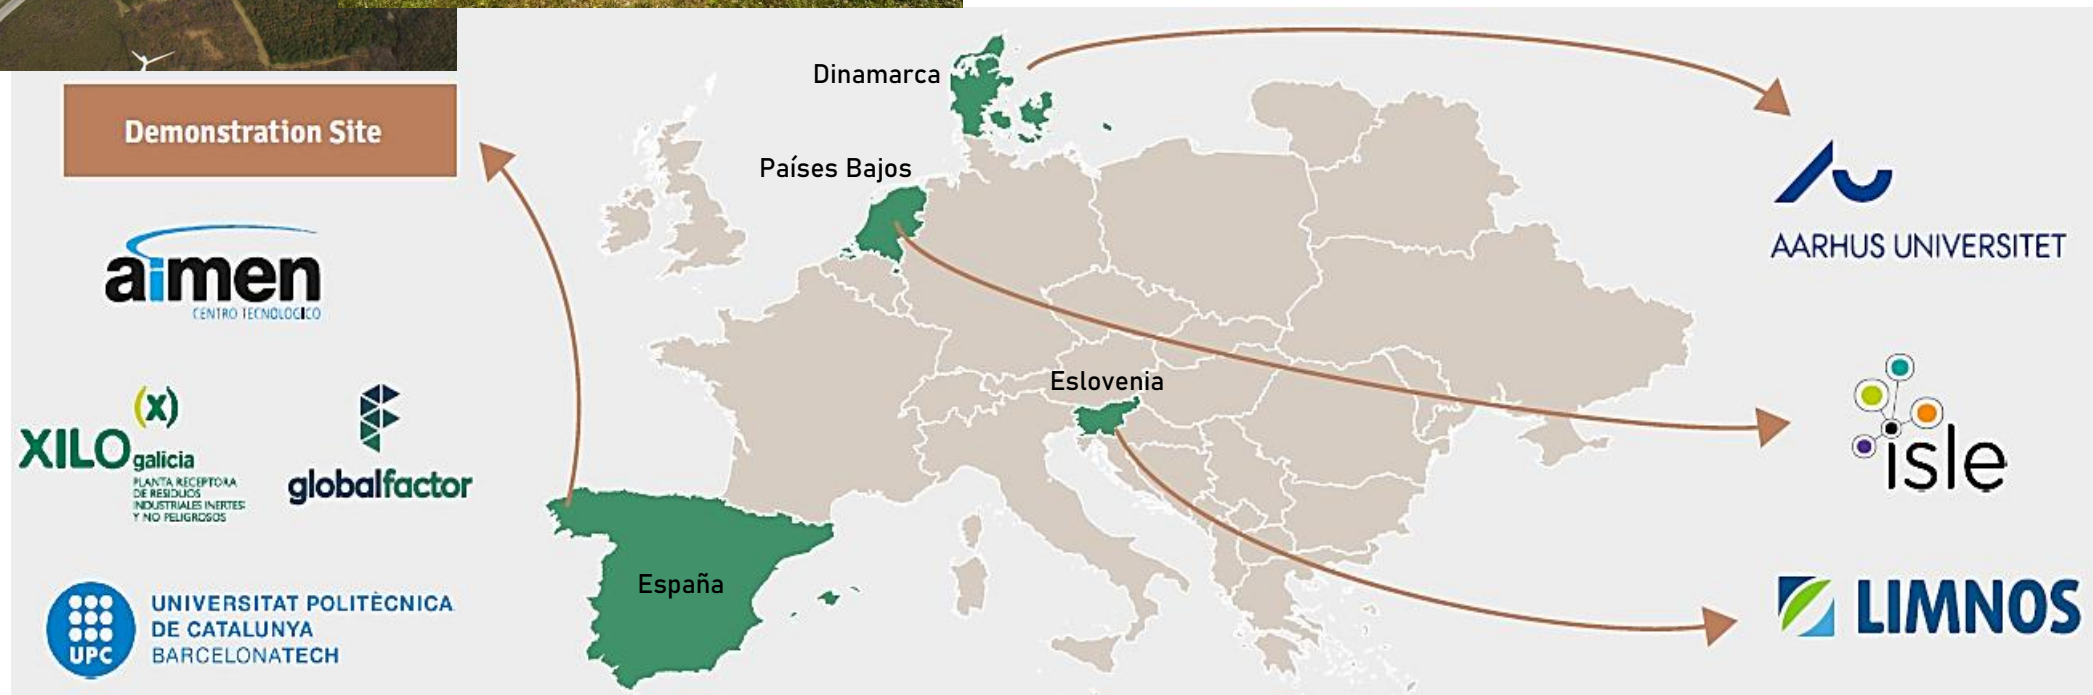 Demonstration Site
aimen
CENTRO TECNOLÓGICO
(x)
XILO galicia
PLANTA RECEPTORA
DE RESIDUOS
INDUSTRIALES INERTES
Y NO PELIGROSOS
globalfactor
UPC
UNIVERSITAT POLITÈCNICA
DE CATALUNYA
BARCELONATECH
Dinamarca
Países Bajos
Eslovenia
España
AARHUS UNIVERSITET
isle
LIMNOS